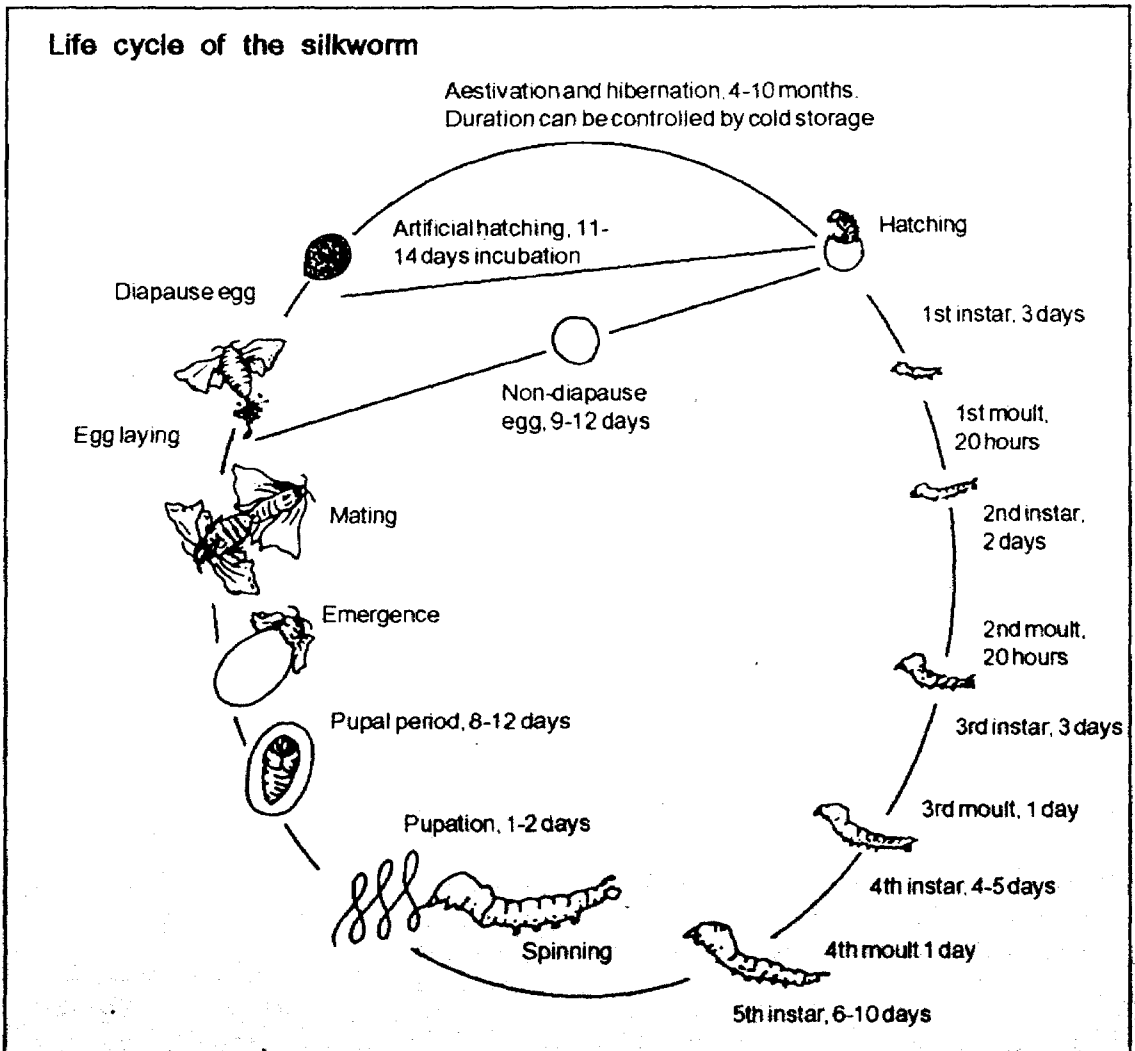 Life cycle of the silkworm
Aestivation and hibernation, 4-10 months.
Duration can be controlled by cold storage
Artificial hatching, 11-
14 days incubation
Hatching
Diapause egg
1st instar, 3 days
Non-diapause
egg, 9-12 days
1st moult,
20 hours
Egg laying
2nd instar,
2 days
Mating
Emergence
2nd moult,
20 hours
3rd instar, 3 days
Pupal period, 8-12 days
3rd moult, 1 day
Pupation, 1-2 days
4th instar, 4-5 days
Spinning
4th moult 1 day
5th instar, 6-10 days